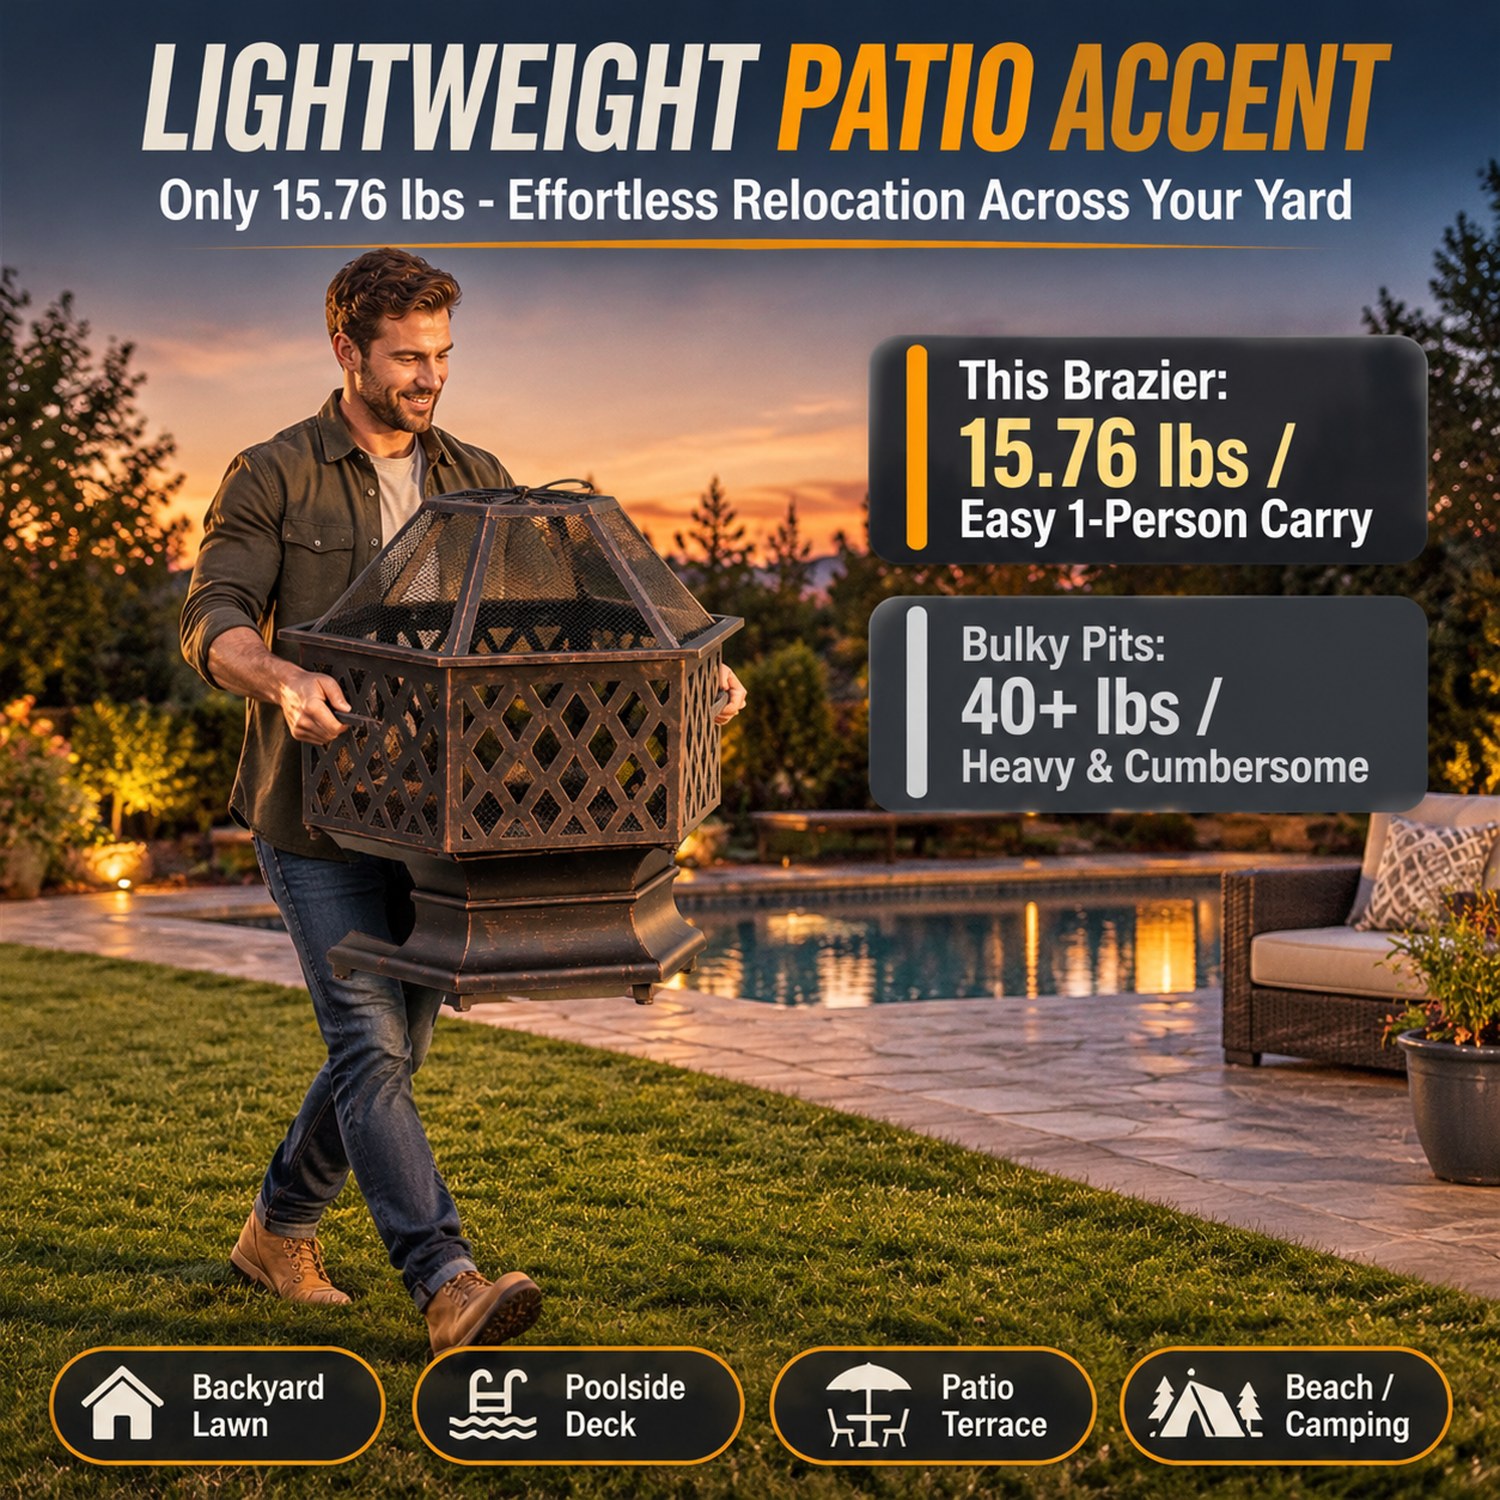 LIGHTWEIGHT PATIO ACCENT
Only 15.76 lbs - Effortless Relocation Across Your Yard
This Brazier:
15.76 lbs /
Easy 1-Person Carry
Bulky Pits:
40+ lbs /
Heavy & Cumbersome
Backyard
Lawn
Poolside
Deck
Patio
Terrace
Beach /
Camping